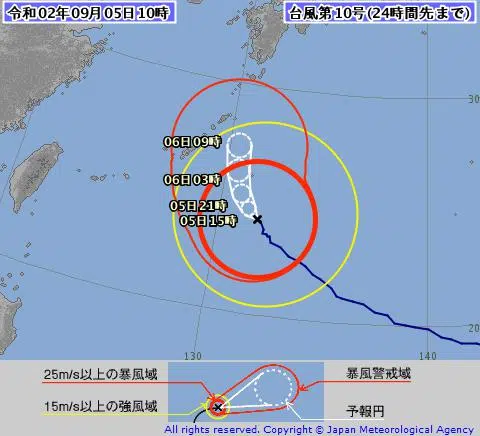 令和02年09月05日10時
台風第10号(24時間先まで)
30
06日09時
06日03時
05日21時
05日15時
20
130
140
25m/s以上の暴風域
暴風警戒域
15m/s以上の強風域
予報円
All rights reserved. Copyright © Japan Meteorological Agency